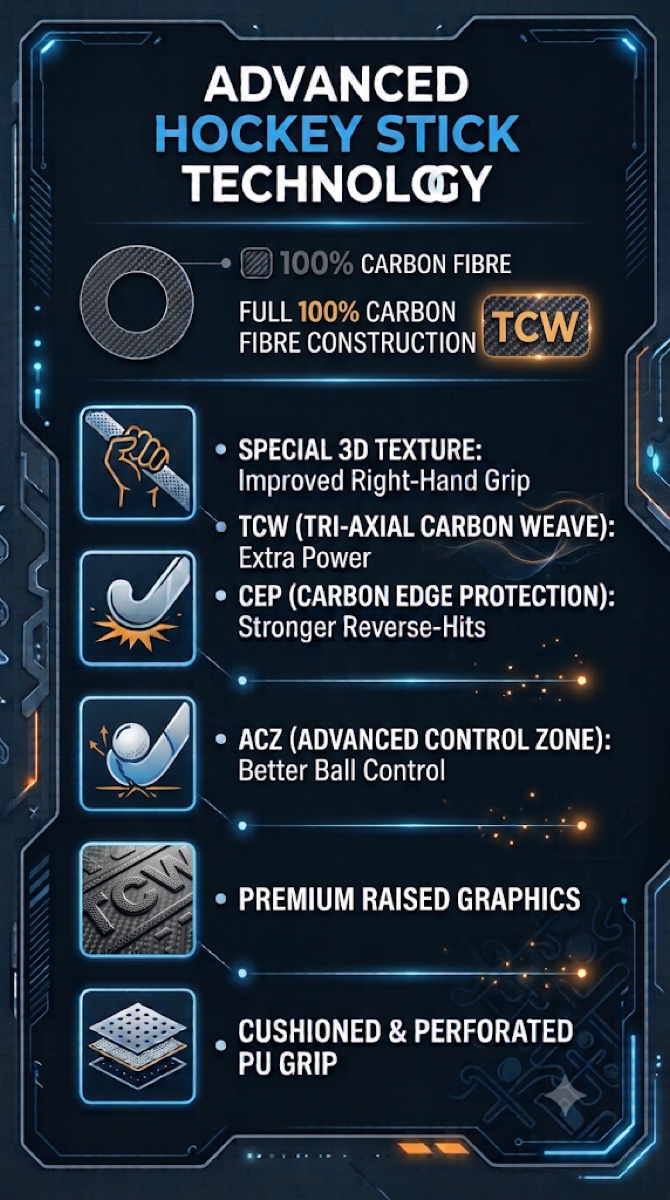 ADVANCED
HOCKEY STICK
TECHNOLOGY
100% CARBON FIBRE
FULL 100% CARBON
FIBRE CONSTRUCTION
TCW
SPECIAL 3D TEXTURE:
Improved Right-Hand Grip
TCW (TRI-AXIAL CARBON WEAVE):
Extra Power
CEP (CARBON EDGE PROTECTION):
Stronger Reverse-Hits
ACZ (ADVANCED CONTROL ZONE):
Better Ball Control
TCW
PREMIUM RAISED GRAPHICS
CUSHIONED & PERFORATED
PU GRIP